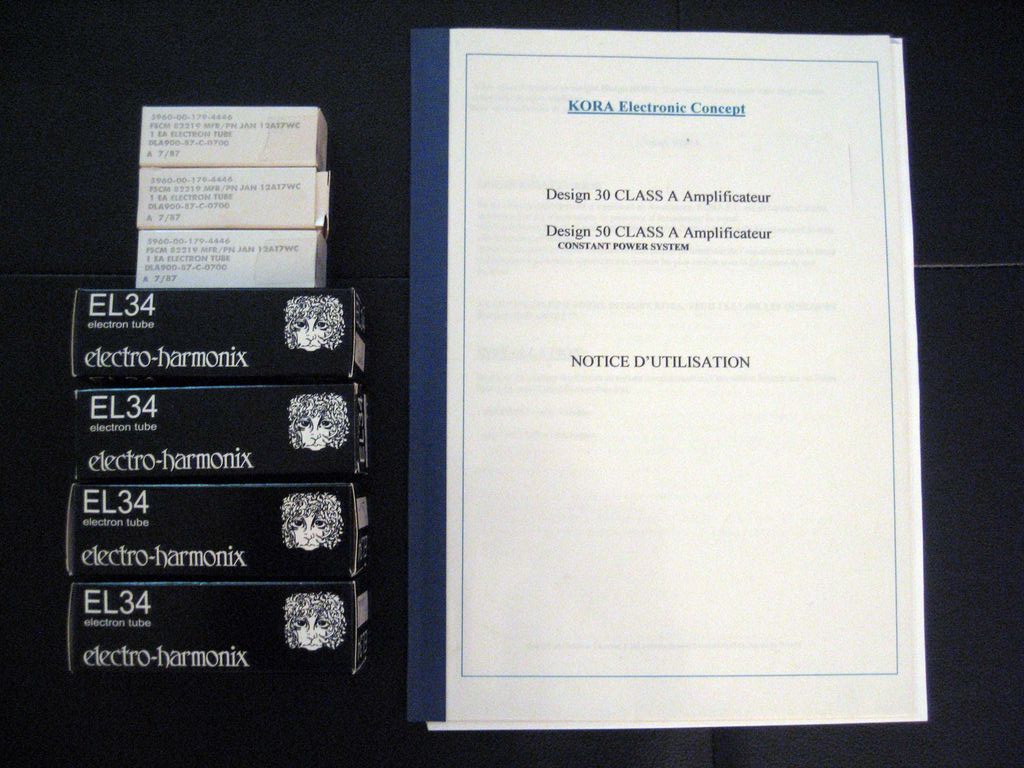 5960-00-179-4446
FSCM 82219 MFR/PN JAN 12AT7WC
1 EA ELECTRON TUBE
DLA900-87-C-0700
A 7/87
5960-00-179-4446
FSCM 82219 MFR/PN JAN 12AT7WC
1 EA ELECTRON TUBE
DLA900-87-C-0700
A 7/87
5960-00-179-4446
FSCM 82219 MFR/PN JAN 12AT7WC
1 EA ELECTRON TUBE
DLA900-87-C-0700
A 7/87
EL34
electron tube
electro-harmonix
EL34
electron tube
electro-harmonix
EL34
EL34
electron tube
electro-harmonix
EL34
electron tube
electro-harmonix
KORA Electronic Concept
Design 30 CLASS A Amplificateur
Design 50 CLASS A Amplificateur
CONSTANT POWER SYSTEM
NOTICE D'UTILISATION